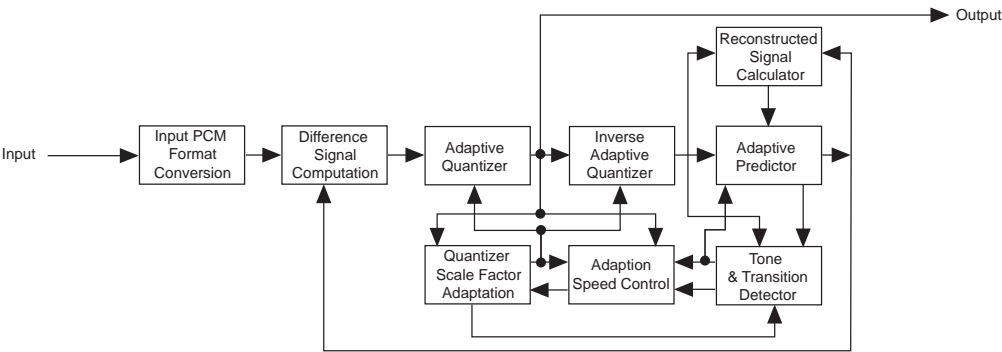 Output
Reconstructed
Signal
Calculator
Input
Input PCM
Format
Conversion
Difference
Signal
Computation
Adaptive
Quantizer
Inverse
Adaptive
Quantizer
Adaptive
Predictor
Quantizer
Scale Factor
Adaptation
Adaption
Speed Control
Tone
& Transition
Detector